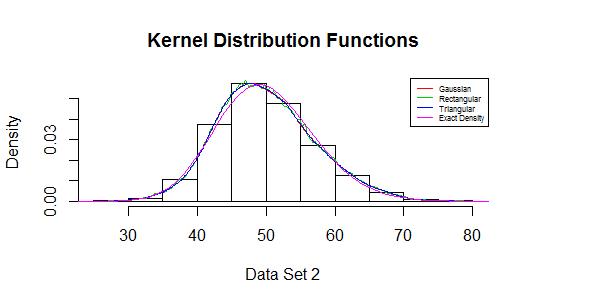 Kernel Distribution Functions
Gaussian
Rectangular
Triangular
Exact Density
Density
0.00
0.03
30 40 50 60 70 80
Data Set 2